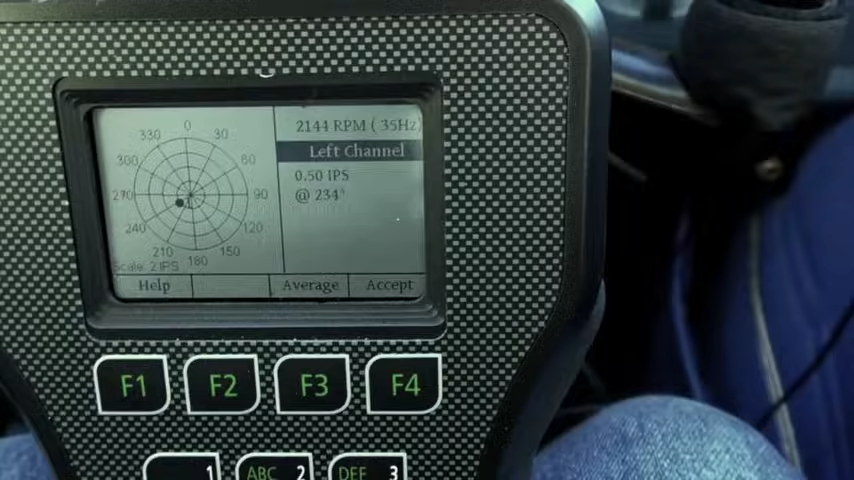 0
330 30
300 60
270 90
240 120
210 150
180
Scale: 2 IPS
2144 RPM ( 35Hz)
Left Channel
0.50 IPS
@ 234°
Help Average Accept
F1 F2 F3 F4
1 ABC 2 DEF 3